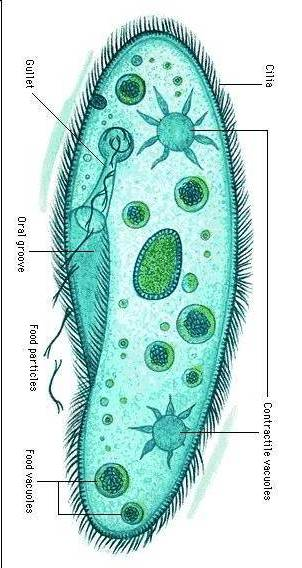 Gullet
Oral groove
Food particles
Food vacuoles
Cilia
Contractile vacuoles